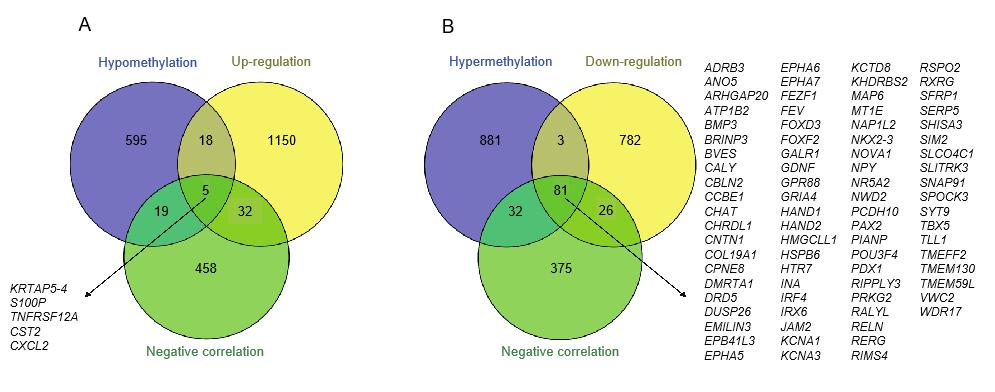 A
Hypomethylation
Up-regulation
595
18
1150
5
19
32
458
KRTAP5-4
S100P
TNFRSF12A
CST2
CXCL2
Negative correlation
B
Hypermethylation
Down-regulation
881
3
782
81
32
26
375
Negative correlation
ADRB3 EPHA6 KCTD8 RSPO2
ANO5 EPHA7 KHDRBS2 RXRG
ARHGAP20 FEZF1 MAP6 SFRP1
ATP1B2 FEV MT1E SERP5
BMP3 FOXD3 NAP1L2 SHISA3
BRINP3 FOXF2 NKX2-3 SIM2
BVES GALR1 NOVA1 SLCO4C1
CALY GDNF NPY SLITRK3
CBLN2 GPR88 NR5A2 SNAP91
CCBE1 GRIA4 NWD2 SPOCK3
CHAT HAND1 PCDH10 SYT9
CHRDL1 HAND2 PAX2 TBX5
CNTN1 HMGCLL1 PIANP TLL1
COL19A1 HSPB6 POU3F4 TMEFF2
CPNE8 HTR7 PDX1 TMEM130
DMRTA1 INA RIPPLY3 TMEM59L
DRD5 IRF4 PRKG2 VWC2
DUSP26 IRX6 RALYL WDR17
EMILIN3 JAM2 RELN
EPB41L3 KCNA1 RERG
EPHA5 KCNA3 RIMS4